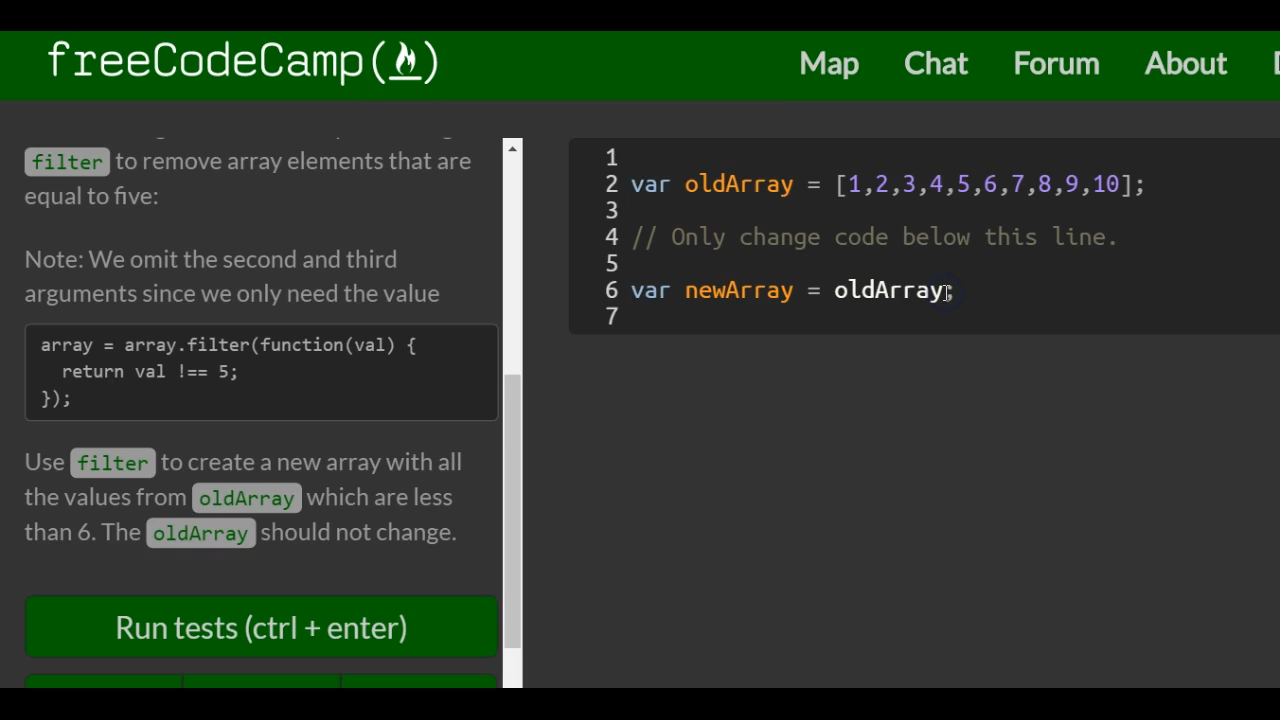 freeCodeCamp(🔥)
Map Chat Forum About
filter to remove array elements that are
equal to five:
Note: We omit the second and third
arguments since we only need the value
array = array.filter(function(val) {
  return val !== 5;
});
Use filter to create a new array with all
the values from oldArray which are less
than 6. The oldArray should not change.
Run tests (ctrl + enter)
1
2 var oldArray = [1,2,3,4,5,6,7,8,9,10];
3
4 // Only change code below this line.
5
6 var newArray = oldArray;
7